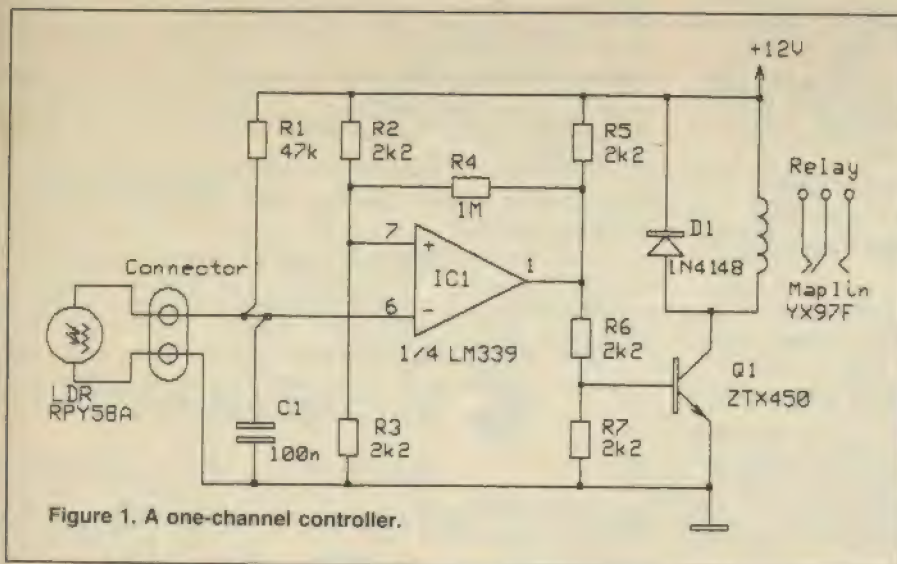 +12V
R1
47k
R2
2k2
R4
1M
R5
2k2
Relay
D1
1N4148
Maplin
YX97F
Connector
7
+
IC1
1
6
-
1/4 LM339
R6
2k2
Q1
ZTX450
LDR
RPY58A
C1
100n
R3
2k2
R7
2k2
Figure 1. A one-channel controller.